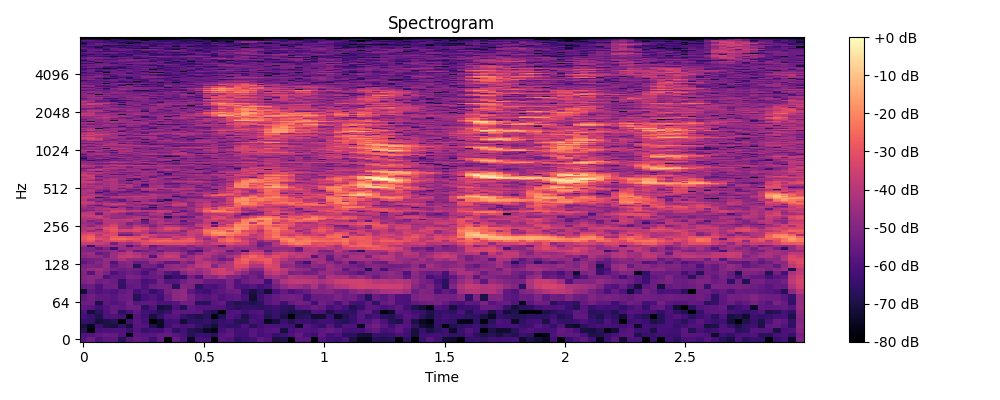 Spectrogram
Hz
4096
2048
1024
512
256
128
64
0
0
0.5
1
1.5
2
2.5
Time
+0 dB
-10 dB
-20 dB
-30 dB
-40 dB
-50 dB
-60 dB
-70 dB
-80 dB